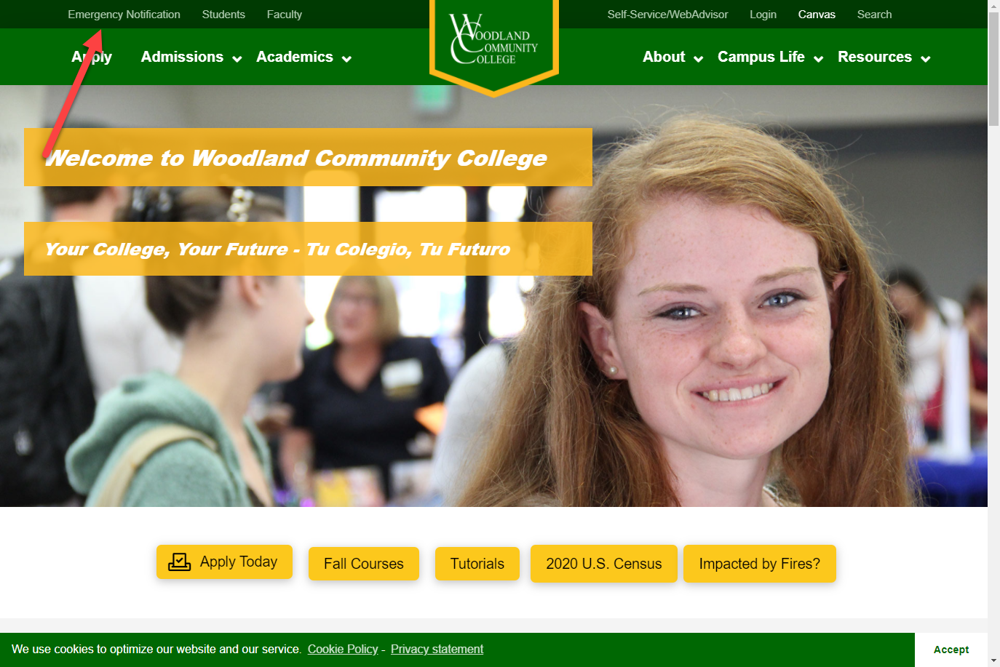 Emergency Notification Students Faculty
Self-Service/WebAdvisor Login Canvas Search
WOODLAND
COMMUNITY
COLLEGE
Apply Admissions Academics
About Campus Life Resources
Welcome to Woodland Community College
Your College, Your Future - Tu Colegio, Tu Futuro
Apply Today Fall Courses Tutorials 2020 U.S. Census Impacted by Fires?
We use cookies to optimize our website and our service. Cookie Policy - Privacy statement Accept